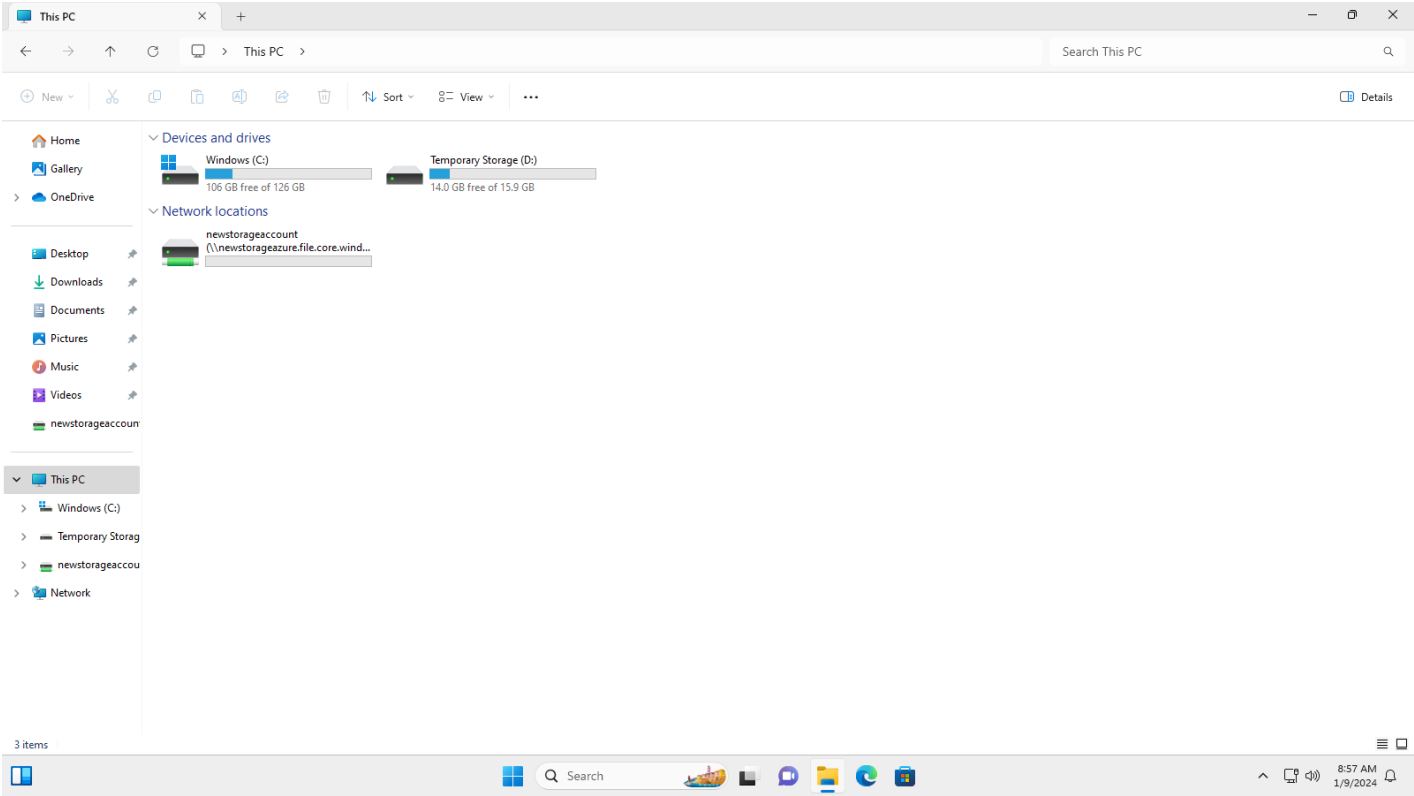 This PC
This PC
Search This PC
New
Sort
View
Details
Home
Gallery
OneDrive
Desktop
Downloads
Documents
Pictures
Music
Videos
newstorageaccount
This PC
Windows (C:)
Temporary Storag
newstorageaccou
Network
Devices and drives
Windows (C:)
106 GB free of 126 GB
Temporary Storage (D:)
14.0 GB free of 15.9 GB
Network locations
newstorageaccount
(\\newstorageazure.file.core.wind...
3 items
Search
8:57 AM
1/9/2024